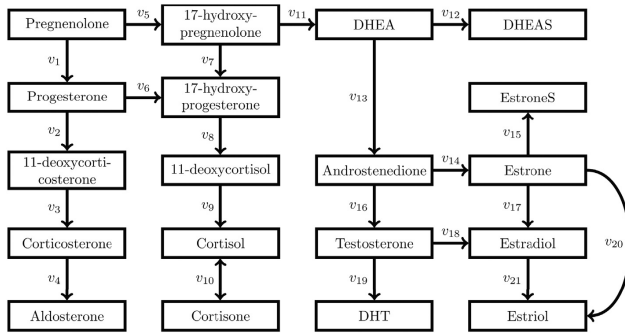 Pregnenolone
v5
17-hydroxy-
pregnenolone
v11
DHEA
v12
DHEAS
v1
v7
Progesterone
v6
17-hydroxy-
progesterone
v13
EstroneS
v2
v8
v15
11-deoxycorti-
costerone
11-deoxycortisol
Androstenedione
v14
Estrone
v3
v9
v16
v17
Corticosterone
Cortisol
Testosterone
v18
Estradiol
v20
v4
v10
v19
v21
Aldosterone
Cortisone
DHT
Estriol